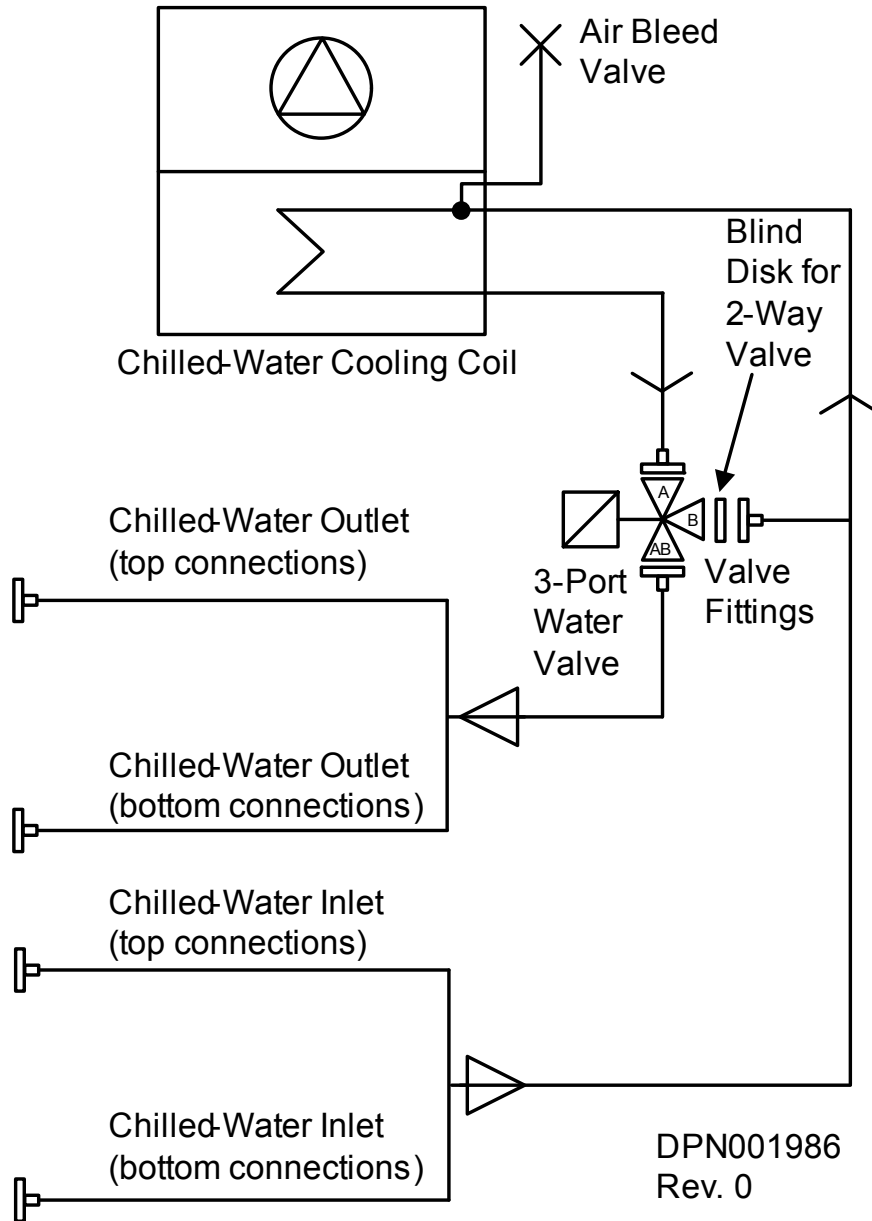 Air Bleed
Valve
Blind
Disk for
2-Way
Valve
Chilled-Water Cooling Coil
A
B
AB
Chilled-Water Outlet
(top connections)
3-Port
Water
Valve
Valve
Fittings
Chilled-Water Outlet
(bottom connections)
Chilled-Water Inlet
(top connections)
Chilled-Water Inlet
(bottom connections)
DPN001986
Rev. 0